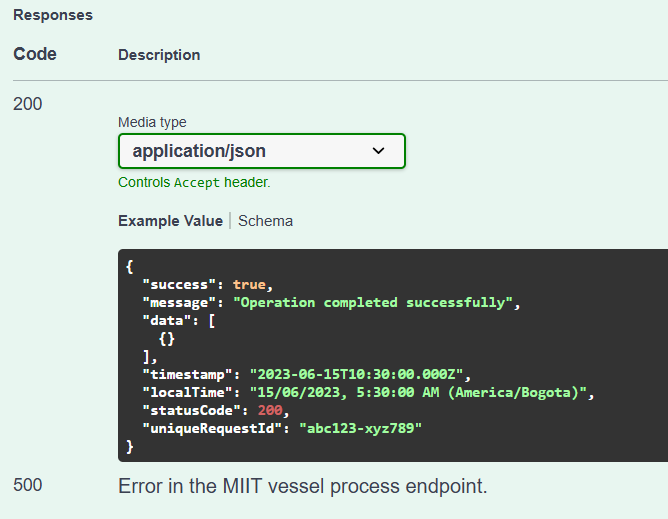 Responses
Code Description
200
Media type
application/json
Controls Accept header.
Example Value Schema
{
  "success": true,
  "message": "Operation completed successfully",
  "data": [
    {}
  ],
  "timestamp": "2023-06-15T10:30:00.000Z",
  "localTime": "15/06/2023, 5:30:00 AM (America/Bogota)",
  "statusCode": 200,
  "uniqueRequestId": "abc123-xyz789"
}
500 Error in the MIIT vessel process endpoint.